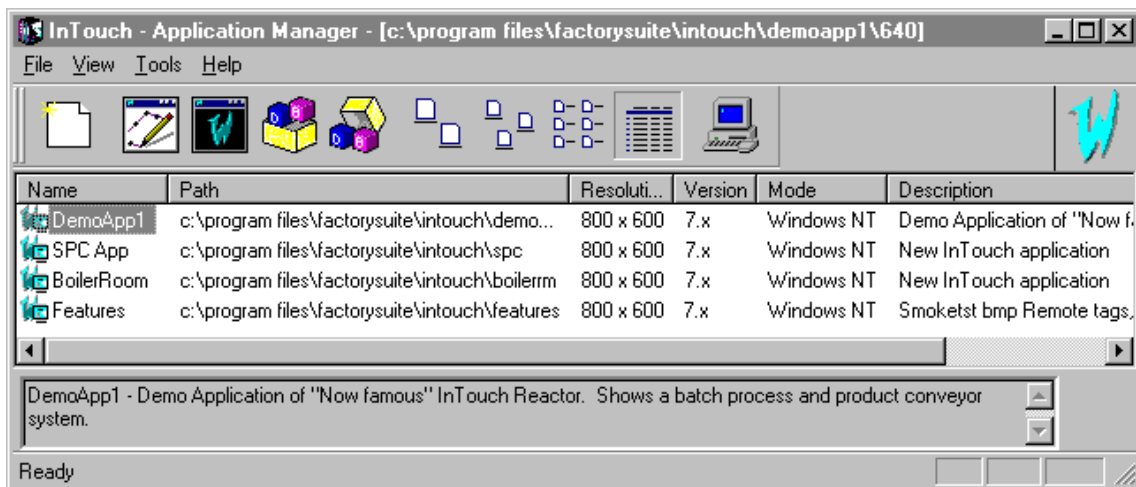 InTouch - Application Manager - [c:\program files\factorysuite\intouch\demoapp1\640]
File View Tools Help
Name Path Resoluti... Version Mode Description
DemoApp1 c:\program files\factorysuite\intouch\demo... 800 x 600 7.x Windows NT Demo Application of "Now f
SPC App c:\program files\factorysuite\intouch\spc 800 x 600 7.x Windows NT New InTouch application
BoilerRoom c:\program files\factorysuite\intouch\boilerrm 800 x 600 7.x Windows NT New InTouch application
Features c:\program files\factorysuite\intouch\features 800 x 600 7.x Windows NT Smoketst bmp Remote tags,
DemoApp1 - Demo Application of "Now famous" InTouch Reactor. Shows a batch process and product conveyor
system.
Ready